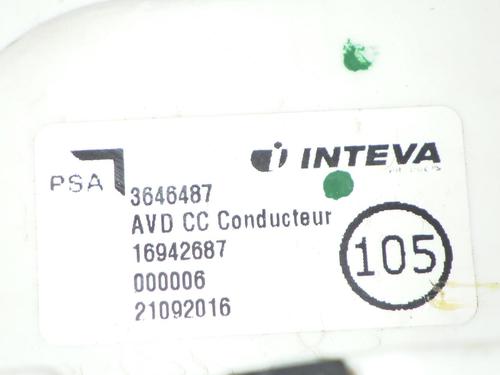 PSA
INTEVA
3646487
AVD CC Conducteur
16942687
105
000006
21092016